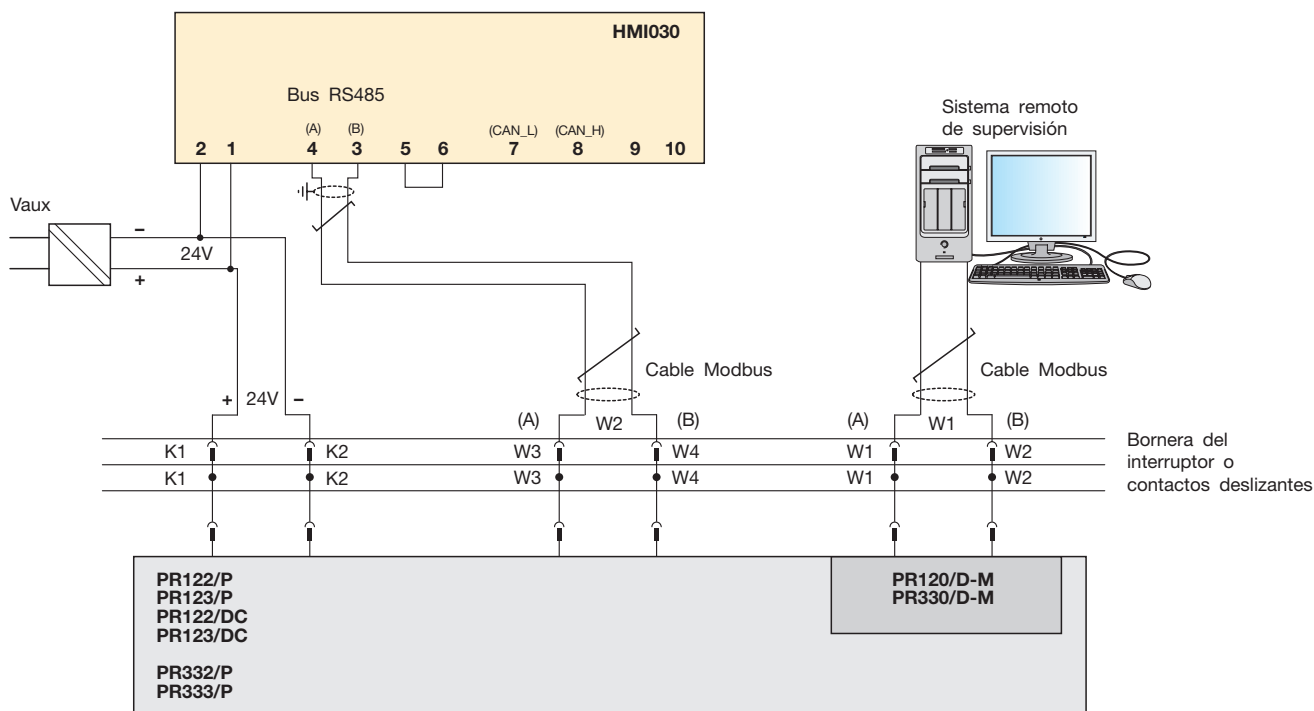 HMI030
Bus RS485
(A) (B) (CAN_L) (CAN_H)
2 1 4 3 5 6 7 8 9 10
Sistema remoto
de supervisión
Vaux
–
24V
+
Cable Modbus
Cable Modbus
+ 24V –
(A) W2 (B)
(A) W1 (B)
K1 K2 W3 W4 W1 W2
K1 K2 W3 W4 W1 W2
Bornera del
interruptor o
contactos deslizantes
PR122/P
PR123/P
PR122/DC
PR123/DC
PR332/P
PR333/P
PR120/D-M
PR330/D-M